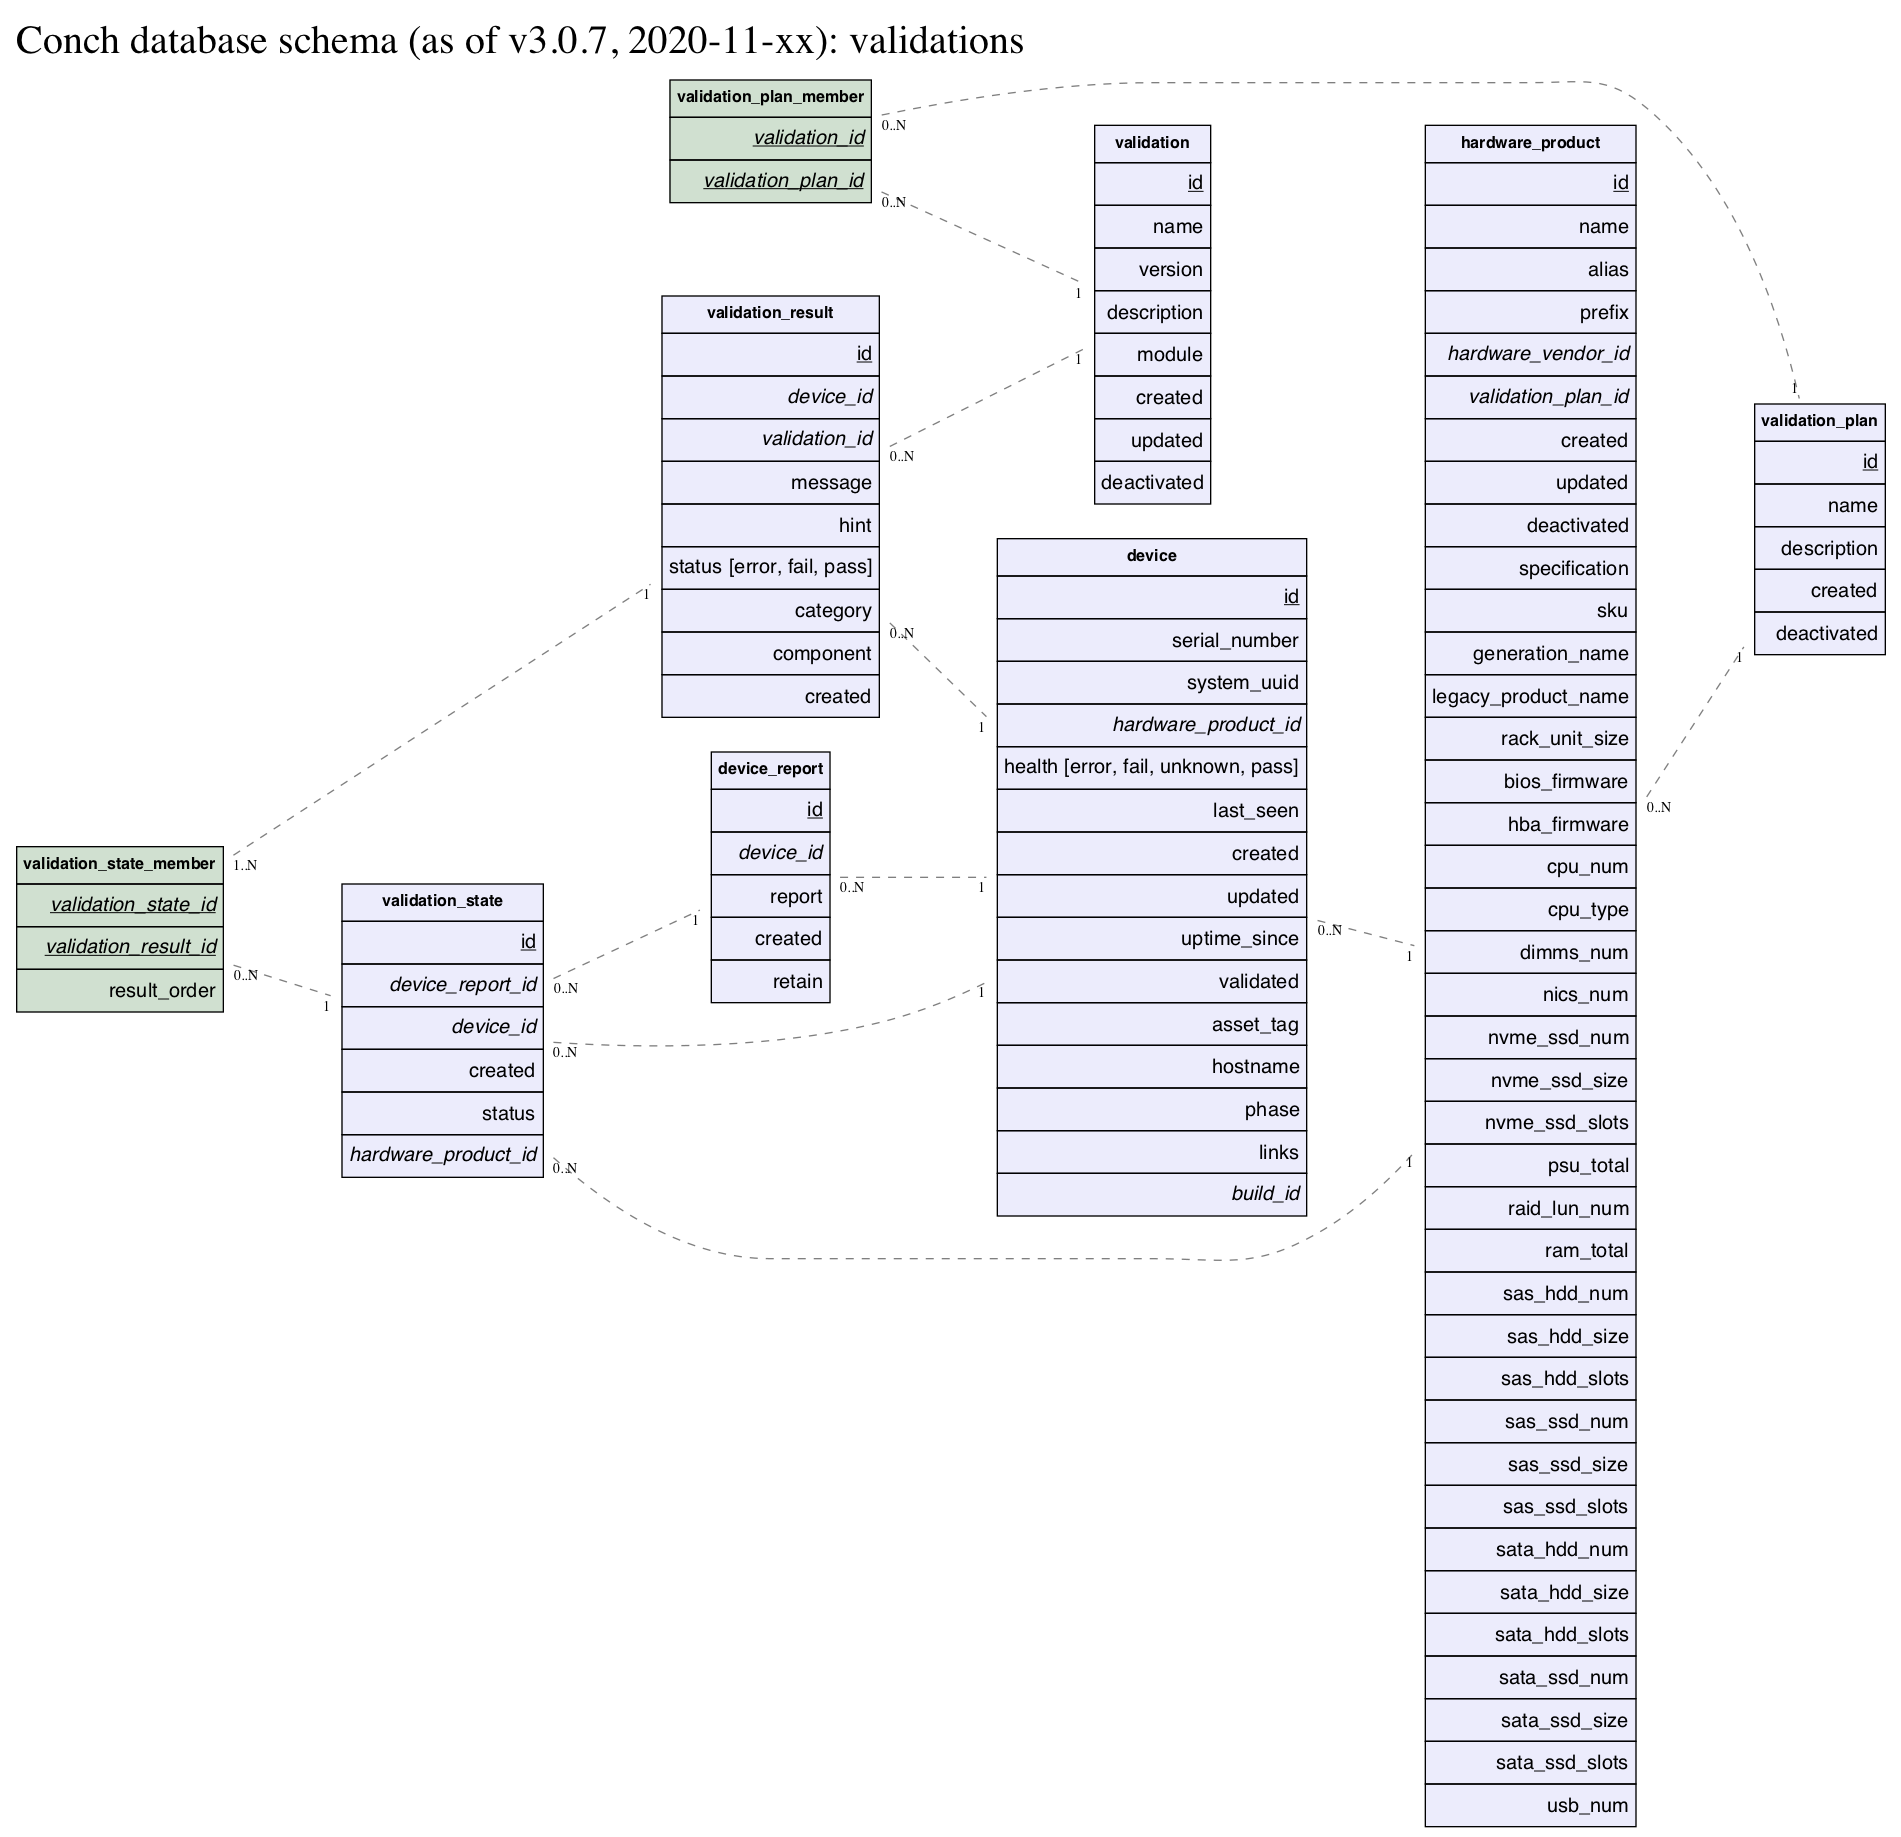 Conch database schema (as of v3.0.7, 2020-11-xx): validations
validation_plan_member
validation_id
validation_plan_id
0..N
0..N
1
1
validation
id
name
version
description
module
created
updated
deactivated
validation_result
id
device_id
validation_id
message
hint
status [error, fail, pass]
category
component
created
1
0..N
0..N
1
1
hardware_product
id
name
alias
prefix
hardware_vendor_id
validation_plan_id
created
updated
deactivated
specification
sku
generation_name
legacy_product_name
rack_unit_size
bios_firmware
hba_firmware
cpu_num
cpu_type
dimms_num
nics_num
nvme_ssd_num
nvme_ssd_size
nvme_ssd_slots
psu_total
raid_lun_num
ram_total
sas_hdd_num
sas_hdd_size
sas_hdd_slots
sas_ssd_num
sas_ssd_size
sas_ssd_slots
sata_hdd_num
sata_hdd_size
sata_hdd_slots
sata_ssd_num
sata_ssd_size
sata_ssd_slots
usb_num
validation_plan
id
name
description
created
deactivated
1
0..N
device
id
serial_number
system_uuid
hardware_product_id
health [error, fail, unknown, pass]
last_seen
created
updated
uptime_since
validated
asset_tag
hostname
phase
links
build_id
0..N
1
device_report
id
device_id
report
created
retain
0..N
1
validation_state_member
validation_state_id
validation_result_id
result_order
1..N
0..N
1
validation_state
id
device_report_id
device_id
created
status
hardware_product_id
0..N
1
0..N
1
0..N
1